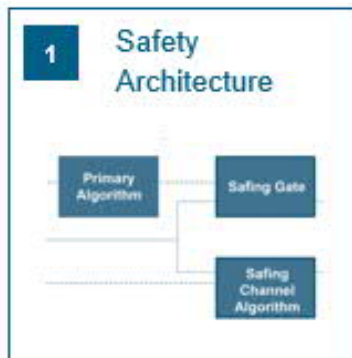 1
Safety
Architecture
Primary
Algorithm
Safing Gate
Safing
Channel
Algorithm